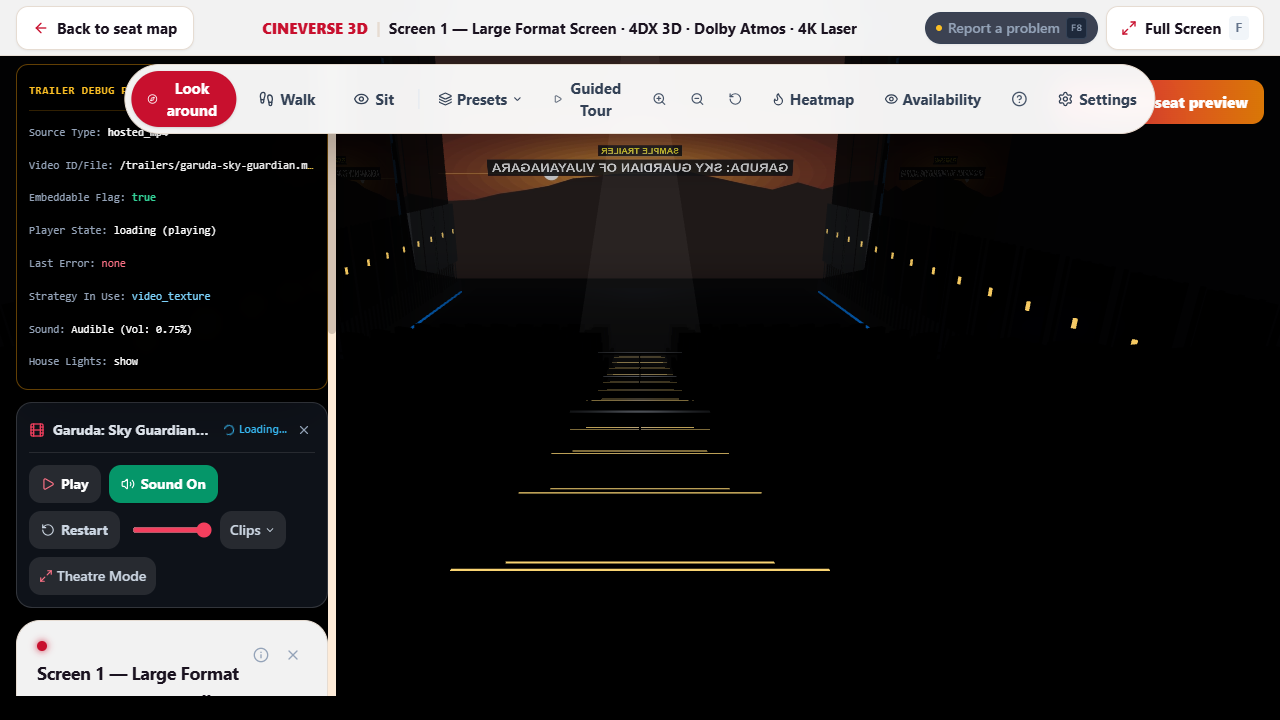 Back to seat map
CINEVERSE 3D | Screen 1 — Large Format Screen · 4DX 3D · Dolby Atmos · 4K Laser
Report a problem F8
Full Screen F
TRAILER DEBUG
Look around
Walk
Sit
Presets
Guided Tour
Heatmap
Availability
Settings
seat preview
Source Type: hosted_mp4
Video ID/File: /trailers/garuda-sky-guardian.m…
Embeddable Flag: true
Player State: loading (playing)
Last Error: none
Strategy In Use: video_texture
Sound: Audible (Vol: 0.75%)
House Lights: show
SAMPLE TRAILER
GARUDA: SKY GUARDIAN OF VIJAYANAGARA
Garuda: Sky Guardian...
Loading...
Play
Sound On
Restart
Clips
Theatre Mode
Screen 1 — Large Format